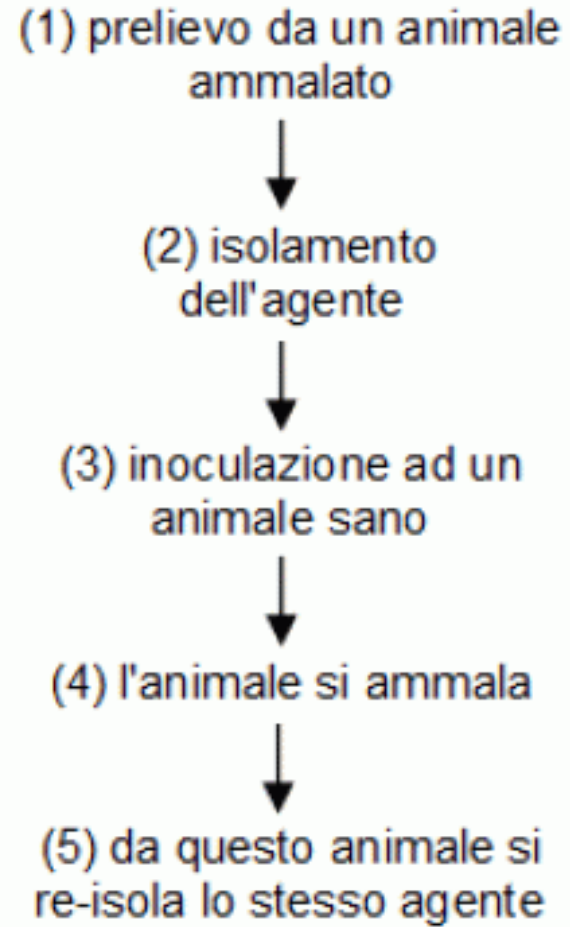 (1) prelievo da un animale
ammalato
(2) isolamento
dell'agente
(3) inoculazione ad un
animale sano
(4) l'animale si ammala
(5) da questo animale si
re-isola lo stesso agente